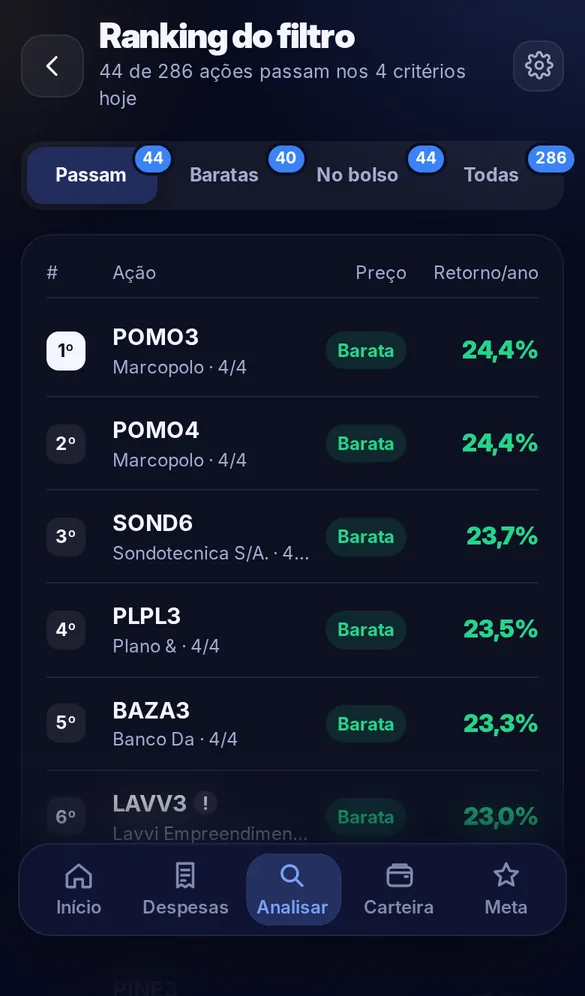 Ranking do filtro
44 de 286 ações passam nos 4 critérios
hoje
Passam 44 Baratas 40 No bolso 44 Todas 286
# Ação Preço Retorno/ano
1º POMO3 Barata 24,4%
Marcopolo · 4/4
2º POMO4 Barata 24,4%
Marcopolo · 4/4
3º SOND6 Barata 23,7%
Sondotecnica S/A. · 4...
4º PLPL3 Barata 23,5%
Plano & · 4/4
5º BAZA3 Barata 23,3%
Banco Da · 4/4
6º LAVV3 ! Barata 23,0%
Lavvi Empreendimen...
Início Despesas Analisar Carteira Meta
PINE3